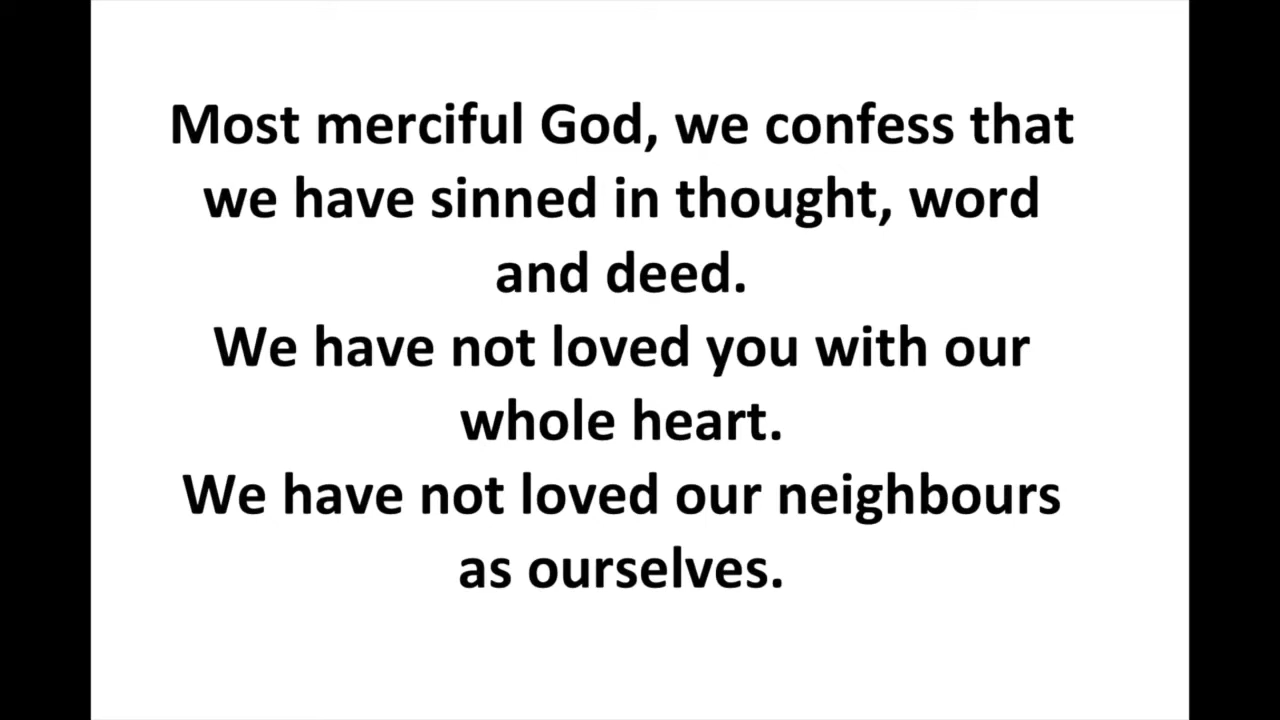 Most merciful God, we confess that
we have sinned in thought, word
and deed.
We have not loved you with our
whole heart.
We have not loved our neighbours
as ourselves.